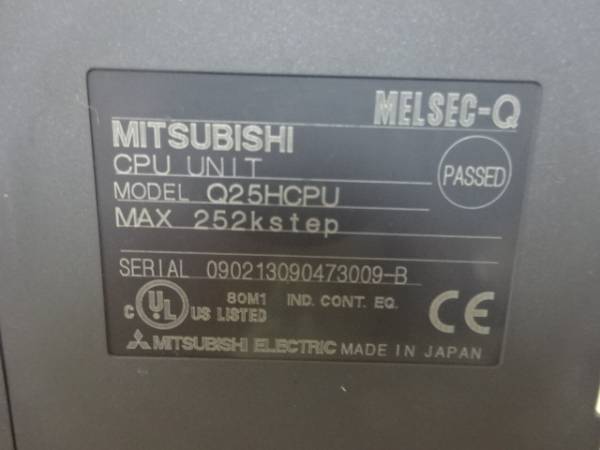 MELSEC-Q
MITSUBISHI
CPU UNIT
PASSED
MODEL Q25HCPU
MAX 252kstep
SERIAL 090213090473009-B
C UL US LISTED 80M1 IND. CONT. EQ. CE
MITSUBISHI ELECTRIC MADE IN JAPAN